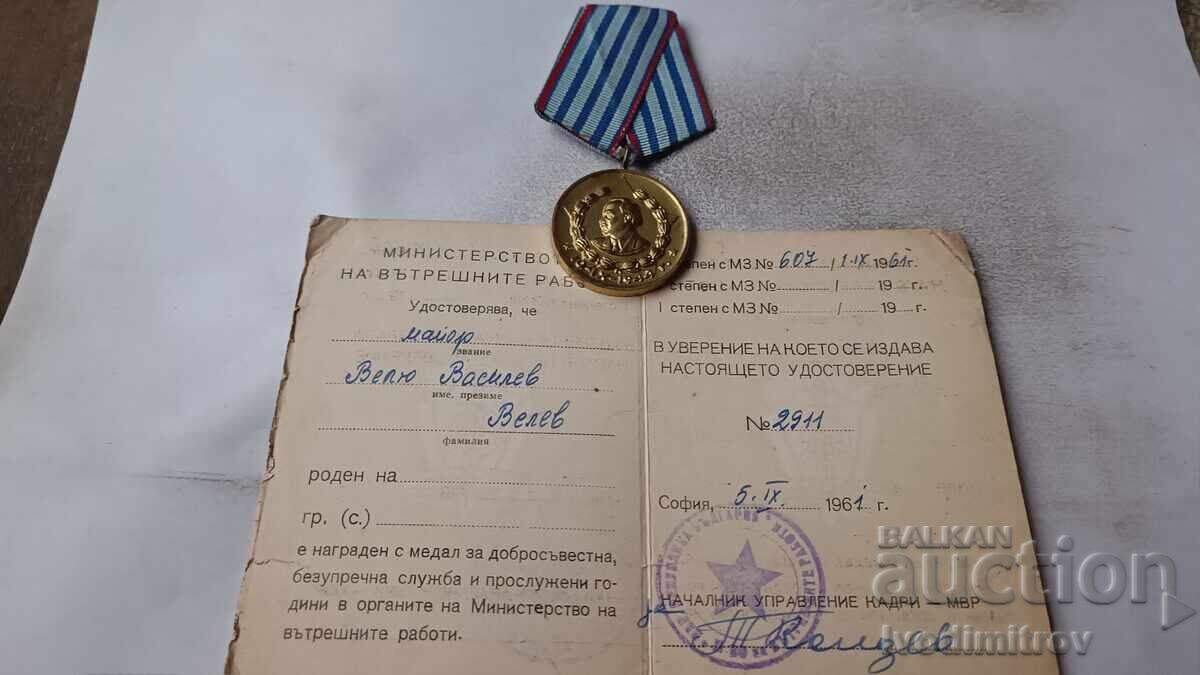 МИНИСТЕРСТВО
НА ВЪТРЕШНИТЕ
Удостоверява, че
майор
звание
Велю Василев
име, презиме
Велев
фамилия
роден на
гр. (с.)
е награден с медал за добросъвестна,
безупречна служба и прослужени го-
дини в органите на Министерство на
вътрешните работи.
степен с МЗ № 607 / 1.IX 1961 г.
степен с МЗ № / 19 г.
I степен с МЗ № / 19 г.
В УВЕРЕНИЕ НА КОЕТО СЕ ИЗДАВА
НАСТОЯЩЕТО УДОСТОВЕРЕНИЕ
№ 2911
София, 5.IX. 1961 г.
НАЧАЛНИК УПРАВЛЕНИЕ КАДРИ — МВР
BALKAN
auction
Ivodimitrov